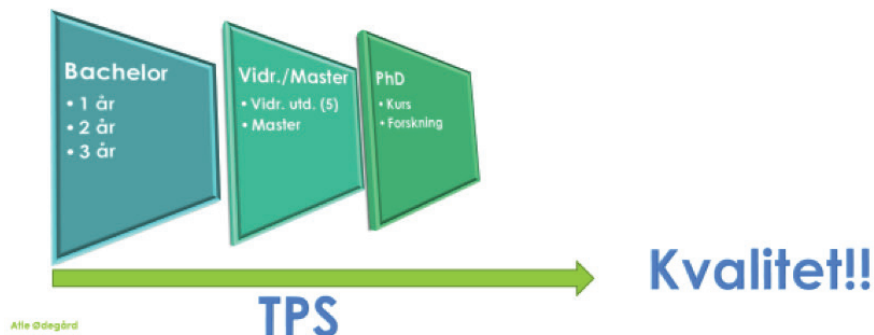 Bachelor
• 1 år
• 2 år
• 3 år
Vidr./Master
• Vidr. utd. (5)
• Master
PhD
• Kurs
• Forskning
Kvalitet!!
TPS
Atle Ødegård